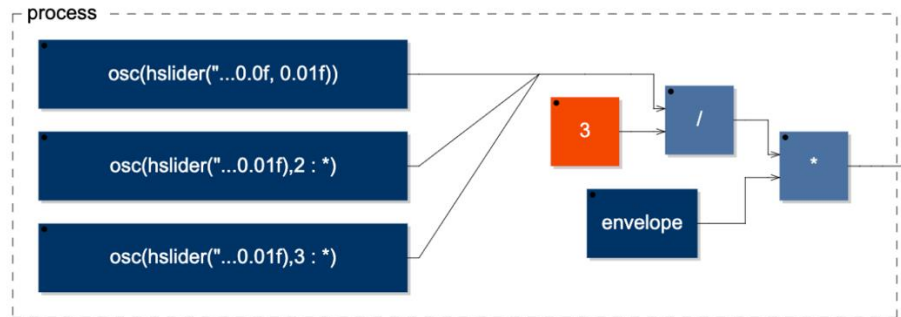 process
osc(hslider("...0.0f, 0.01f))
3
/
*
osc(hslider("...0.01f),2 : *)
envelope
osc(hslider("...0.01f),3 : *)